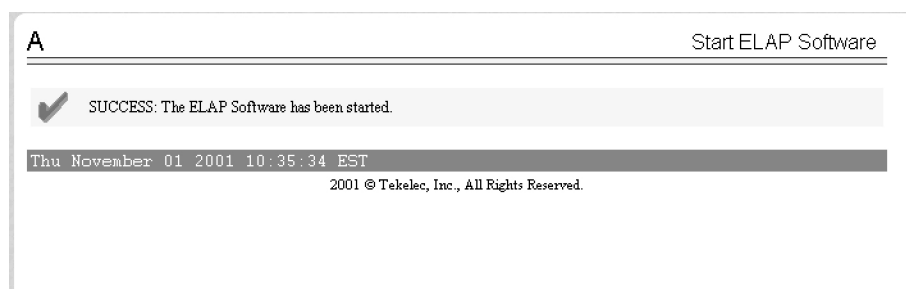 A
Start ELAP Software
SUCCESS: The ELAP Software has been started.
Thu November 01 2001 10:35:34 EST
2001 © Tekelec, Inc., All Rights Reserved.